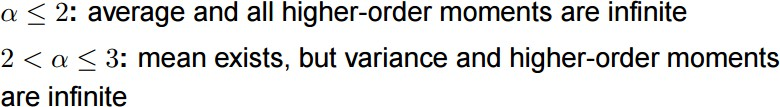 α ≤ 2: average and all higher-order moments are infinite
2 < α ≤ 3: mean exists, but variance and higher-order moments
are infinite